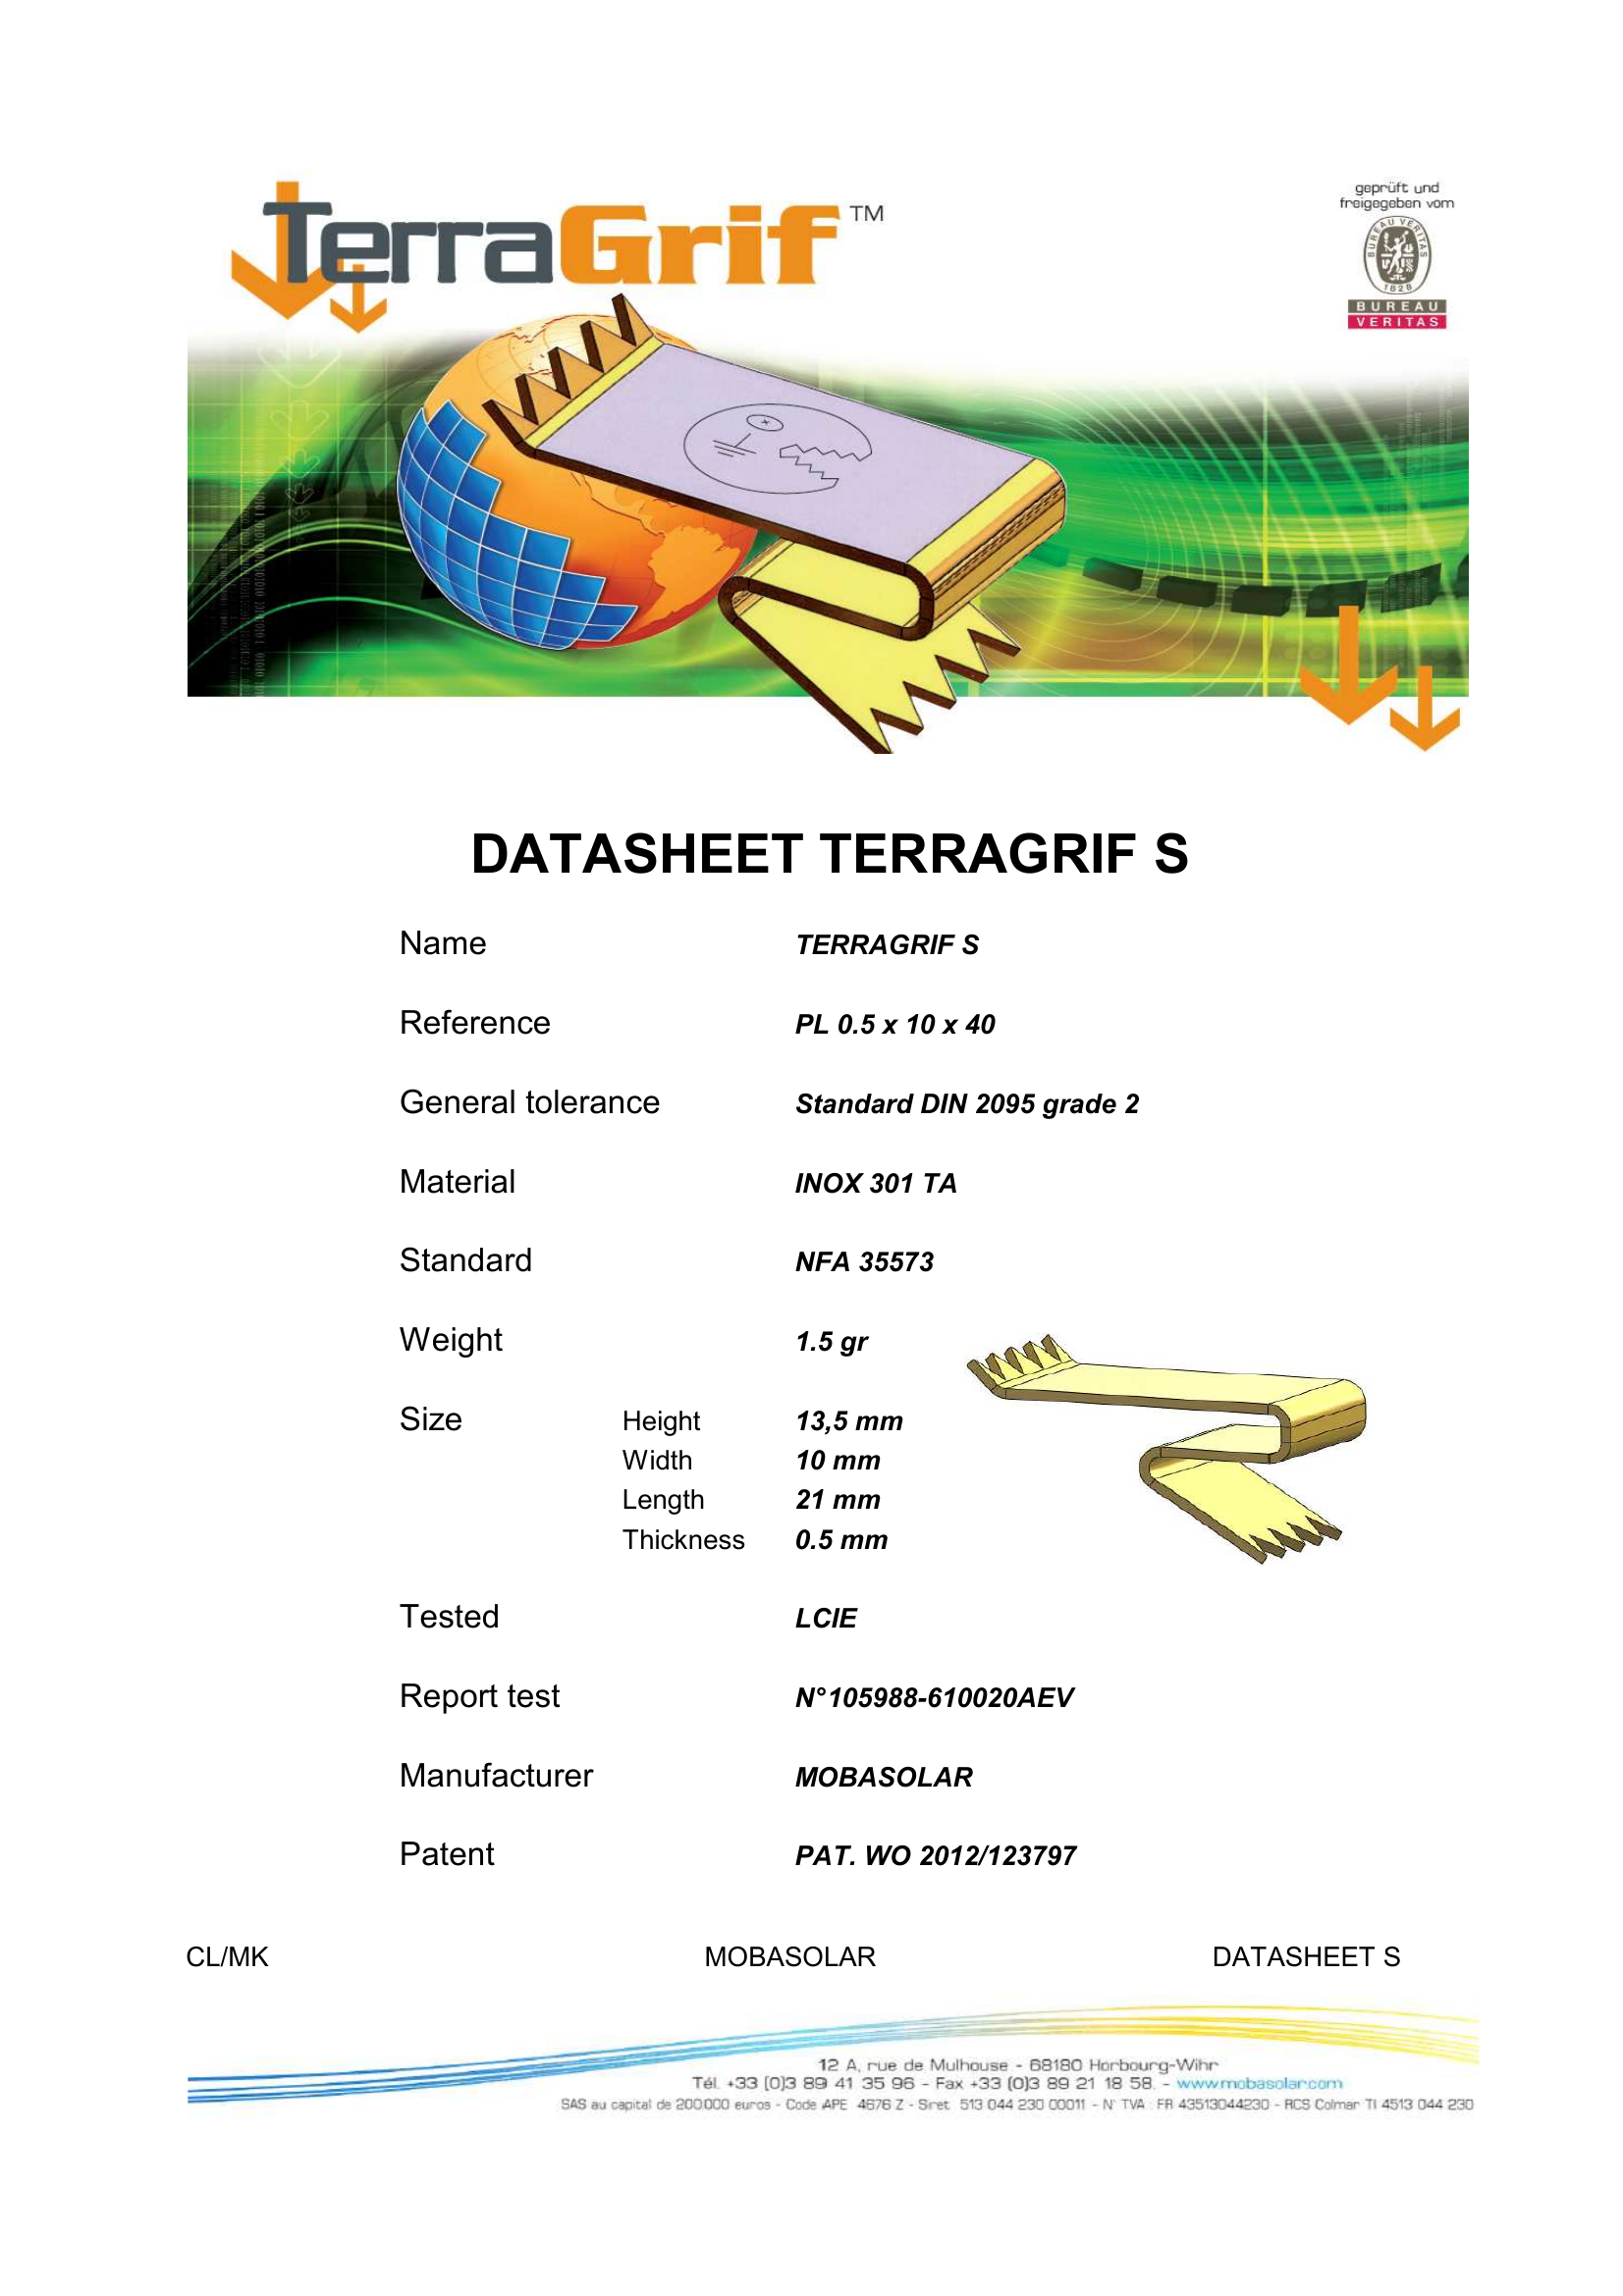 TerraGrif™
geprüft und
freigegeben vom
BUREAU VERITAS
1828
BUREAU
VERITAS
DATASHEET TERRAGRIF S
Name TERRAGRIF S
Reference PL 0.5 x 10 x 40
General tolerance Standard DIN 2095 grade 2
Material INOX 301 TA
Standard NFA 35573
Weight 1.5 gr
Size Height 13,5 mm
Width 10 mm
Length 21 mm
Thickness 0.5 mm
Tested LCIE
Report test N°105988-610020AEV
Manufacturer MOBASOLAR
Patent PAT. WO 2012/123797
CL/MK MOBASOLAR DATASHEET S
12 A, rue de Mulhouse - 68180 Horbourg-Wihr
Tél. +33 (0)3 89 41 35 96 - Fax +33 (0)3 89 21 18 58. - www.mobasolar.com
SAS au capital de 200.000 euros - Code APE 4676 Z - Siret 513 044 230 00011 - N° TVA : FR 43513044230 - RCS Colmar TI 4513 044 230